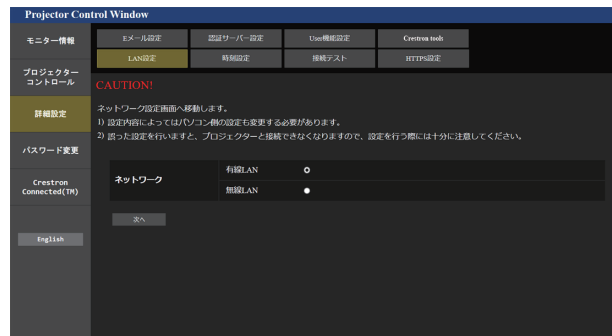 Projector Control Window
モニター情報
プロジェクター
コントロール
詳細設定
パスワード変更
Crestron
Connected(TM)
English
Eメール設定 認証サーバー設定 User機能設定 Crestron tools
LAN設定 時刻設定 接続テスト HTTPS設定
CAUTION!
ネットワーク設定画面へ移動します。
1) 設定内容によってはパソコン側の設定も変更する必要があります。
2) 誤った設定を行いますと、プロジェクターと接続できなくなりますので、設定を行う際には十分に注意してください。
ネットワーク
有線LAN
無線LAN
次へ